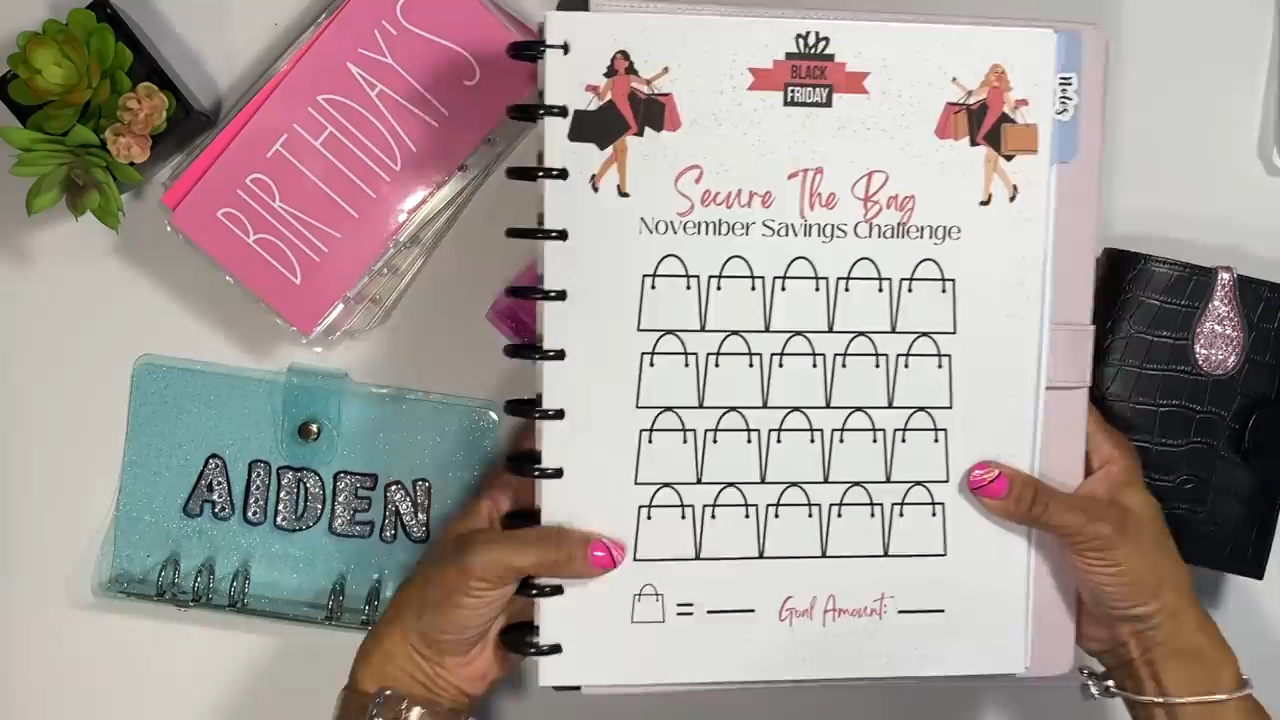 BIRTHDAY'S
BLACK
FRIDAY
Notes
Secure The Bag
November Savings Challenge
AIDEN
= Goal Amount: